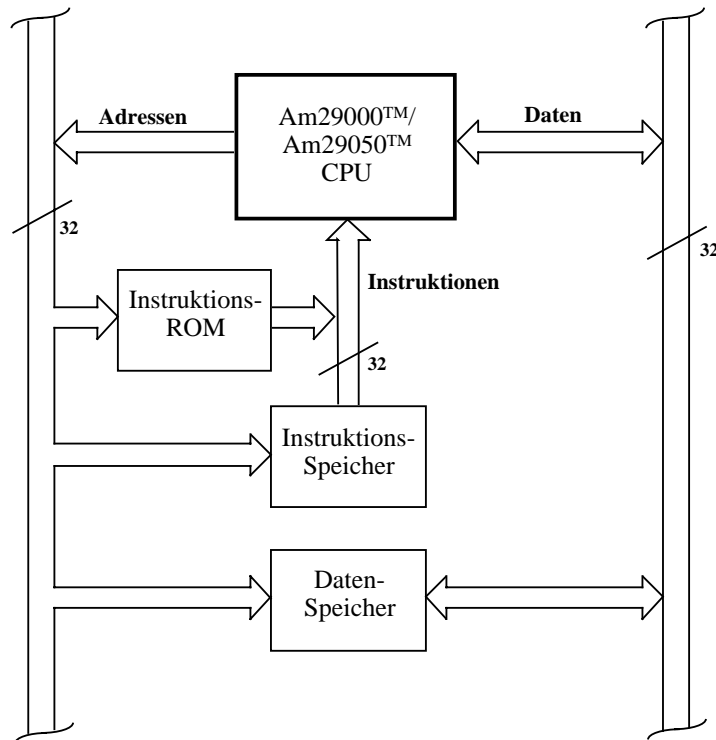 Adressen
Am29000™/
Am29050™
CPU
Daten
32
32
Instruktions-
ROM
Instruktionen
32
Instruktions-
Speicher
Daten-
Speicher